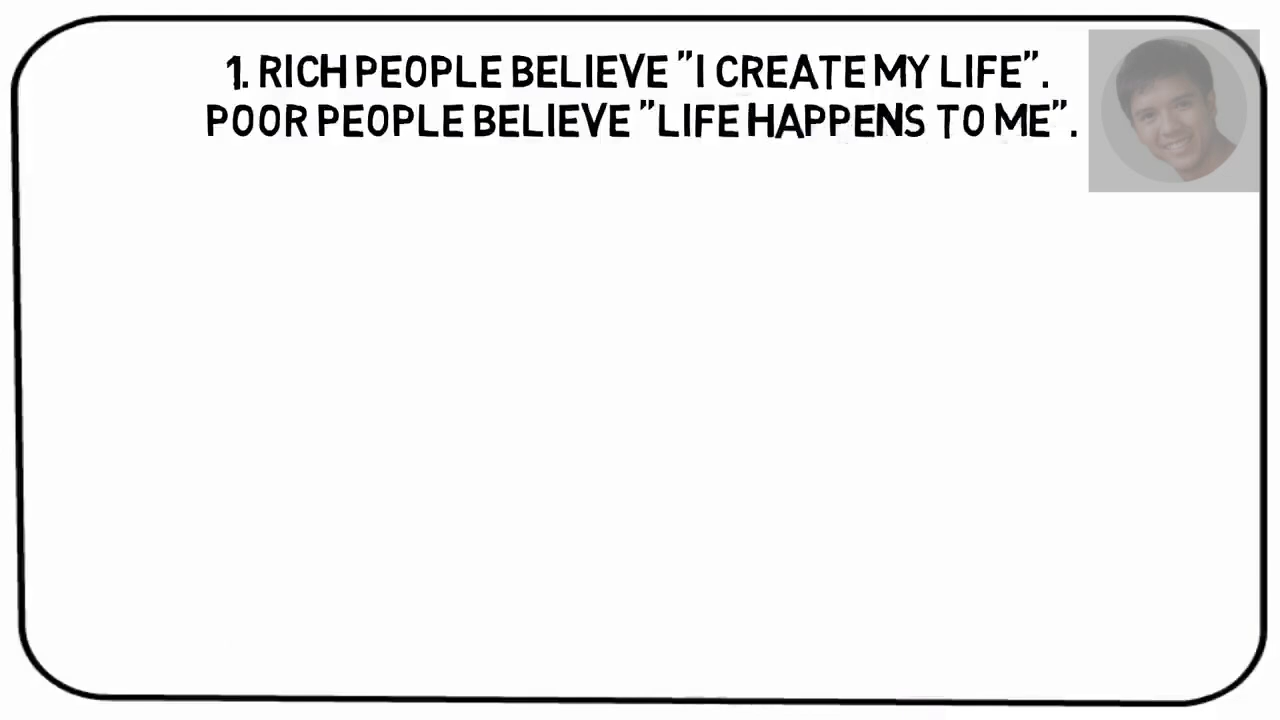 1. RICH PEOPLE BELIEVE "I CREATE MY LIFE".
POOR PEOPLE BELIEVE "LIFE HAPPENS TO ME".